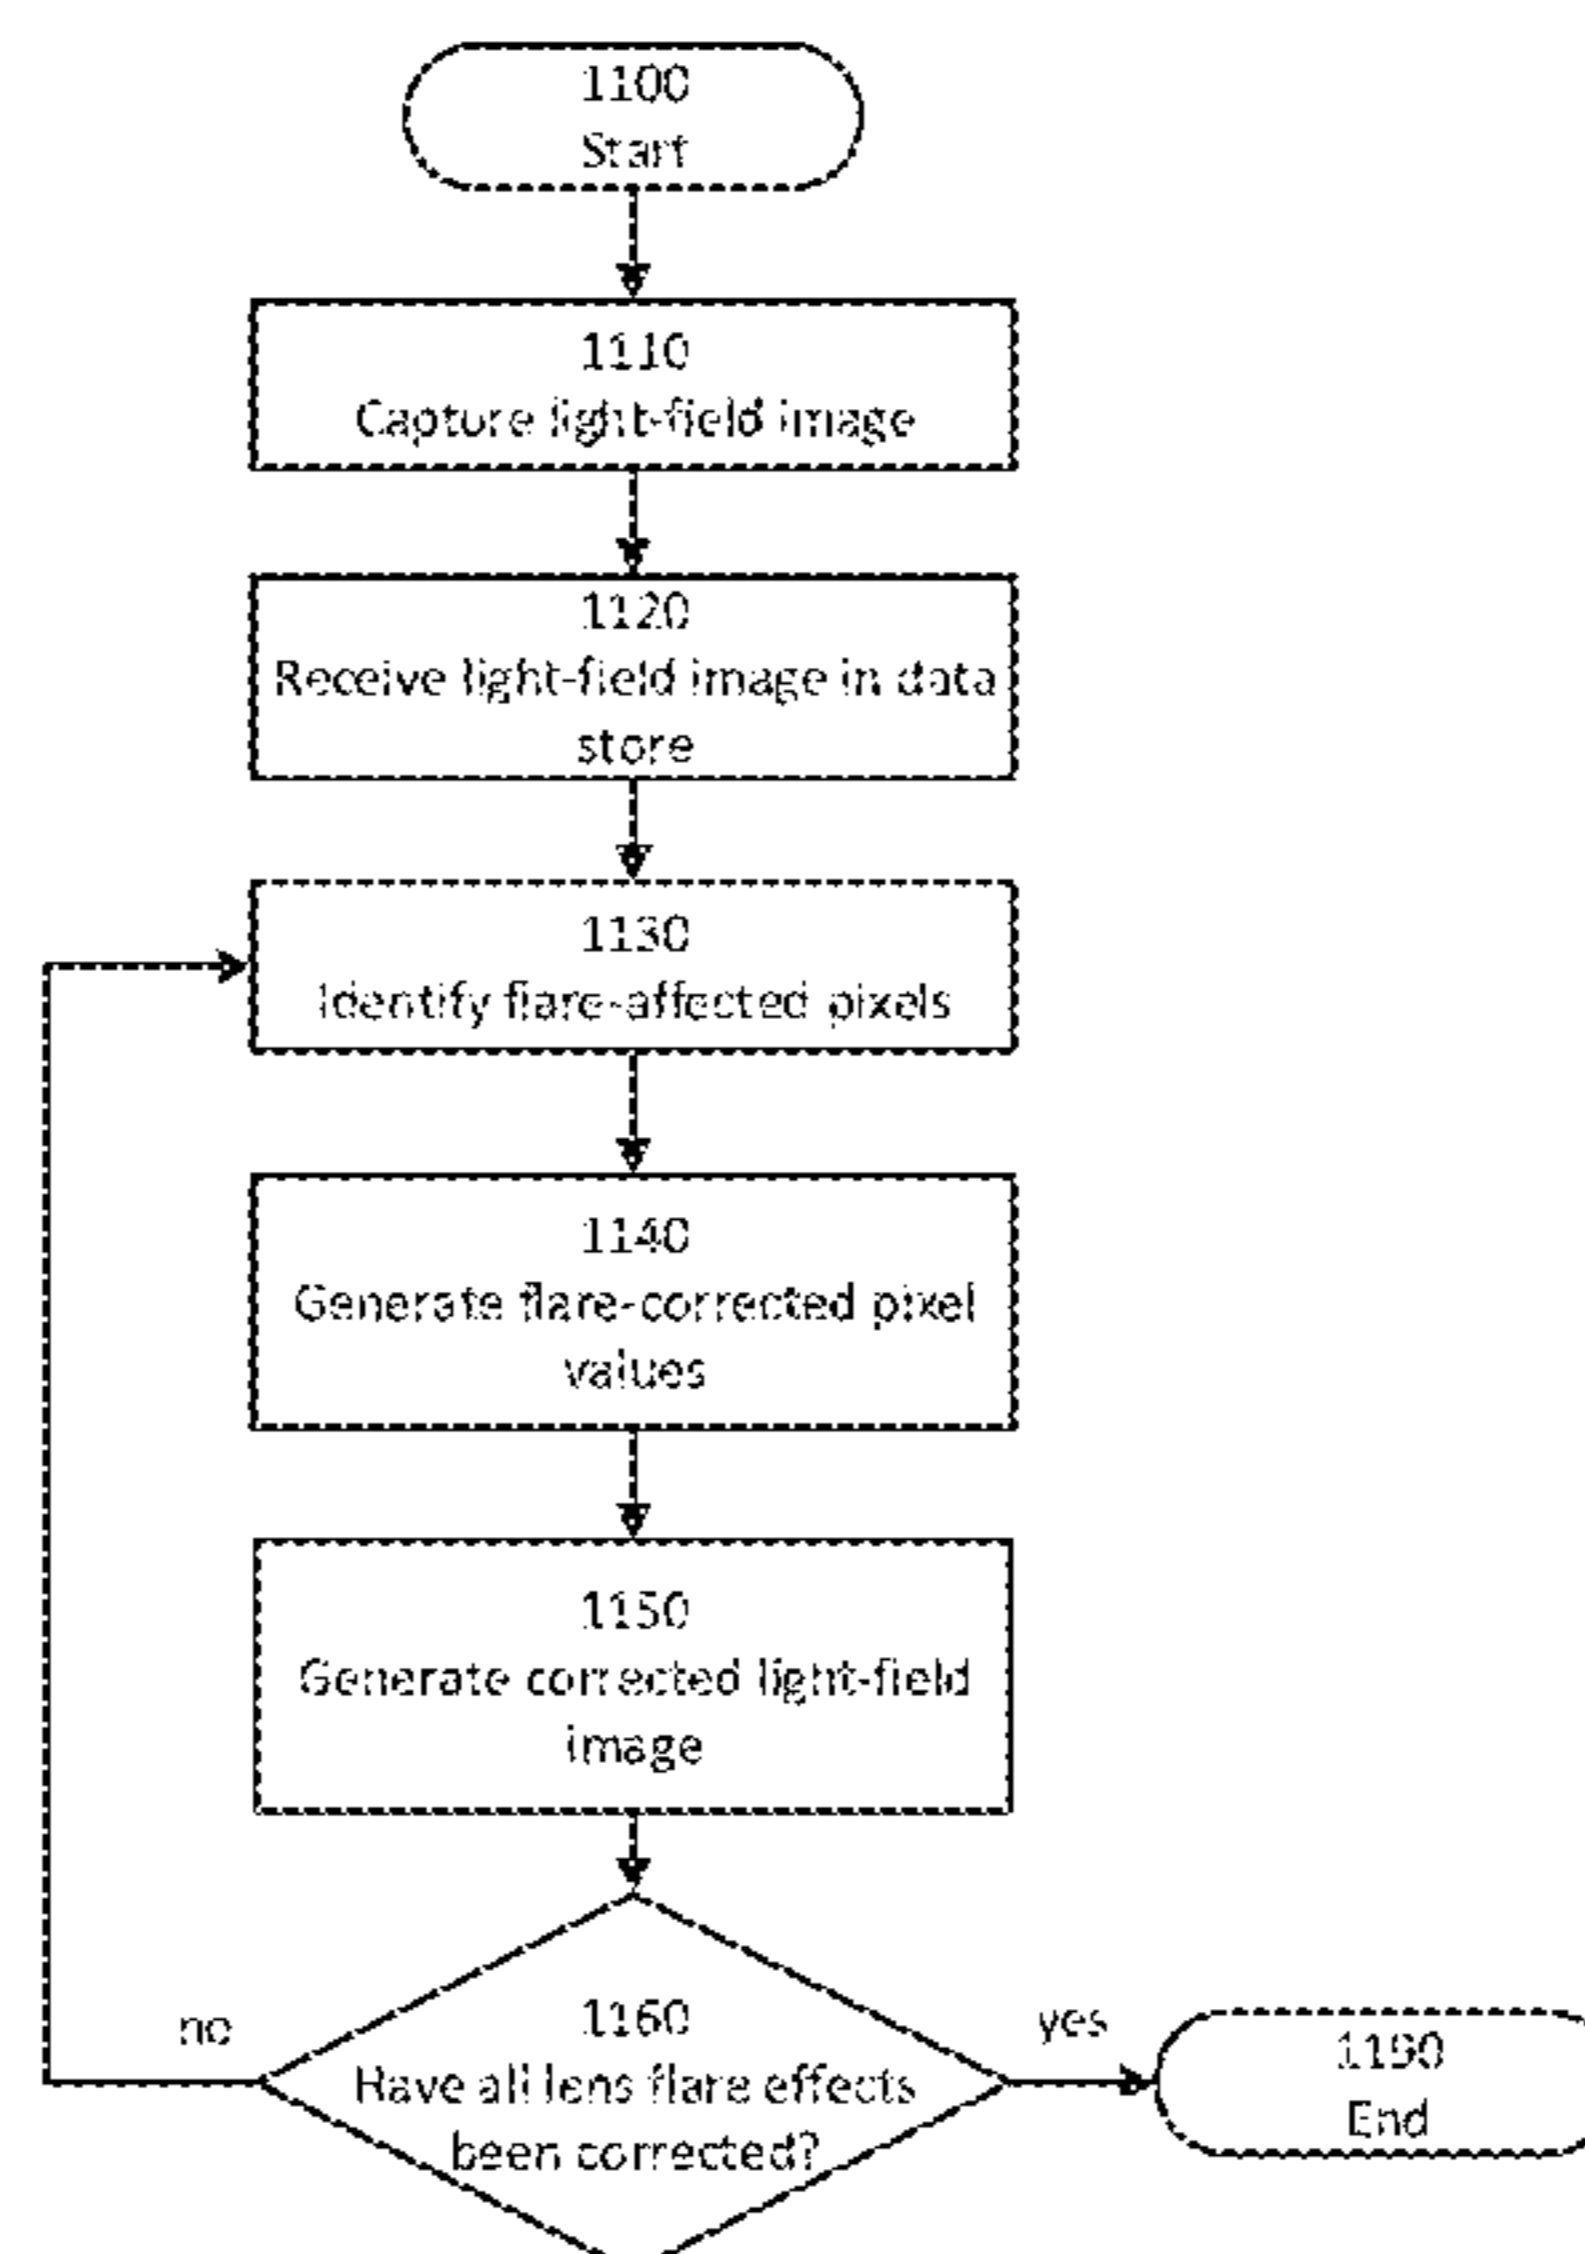 1100
Start
1110
Capture light-field image
1120
Receive light-field image in data
store
1130
Identify flare-affected pixels
1140
Generate flare-corrected pixel
values
1150
Generate corrected light-field
image
1160
Have all lens flare effects
been corrected?
no
yes
1190
End